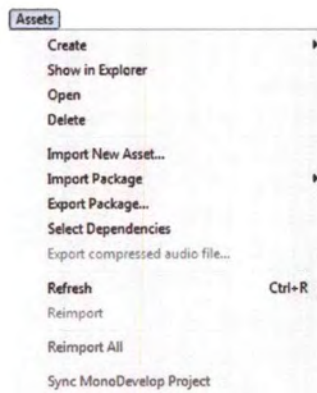 Assets
Create
Show in Explorer
Open
Delete
Import New Asset...
Import Package
Export Package...
Select Dependencies
Export compressed audio file...
Refresh Ctrl+R
Reimport
Reimport All
Sync MonoDevelop Project